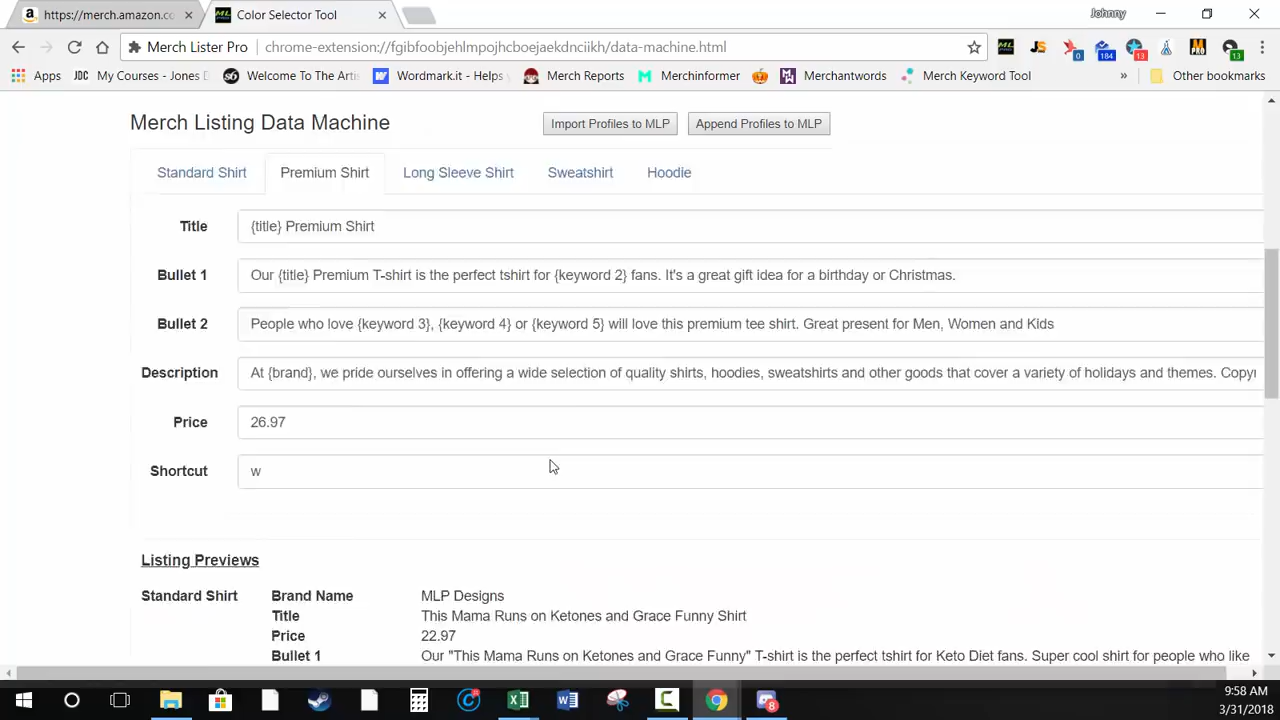 https://merch.amazon.co
Color Selector Tool
Johnny
Merch Lister Pro
chrome-extension://fgibfoobjehlmpojhcboejaekdnciikh/data-machine.html
0
184
13
13
Apps
JDC My Courses - Jones
Welcome To The Arti
Wordmark.it - Helps
Merch Reports
Merchinformer
Merchantwords
Merch Keyword Tool
»
Other bookmarks
Merch Listing Data Machine
Import Profiles to MLP
Append Profiles to MLP
Standard Shirt
Premium Shirt
Long Sleeve Shirt
Sweatshirt
Hoodie
Title
{title} Premium Shirt
Bullet 1
Our {title} Premium T-shirt is the perfect tshirt for {keyword 2} fans. It's a great gift idea for a birthday or Christmas.
Bullet 2
People who love {keyword 3}, {keyword 4} or {keyword 5} will love this premium tee shirt. Great present for Men, Women and Kids
Description
At {brand}, we pride ourselves in offering a wide selection of quality shirts, hoodies, sweatshirts and other goods that cover a variety of holidays and themes. Copyr
Price
26.97
Shortcut
w
Listing Previews
Standard Shirt
Brand Name
MLP Designs
Title
This Mama Runs on Ketones and Grace Funny Shirt
Price
22.97
Bullet 1
Our "This Mama Runs on Ketones and Grace Funny" T-shirt is the perfect tshirt for Keto Diet fans. Super cool shirt for people who like
8
9:58 AM
3/31/2018